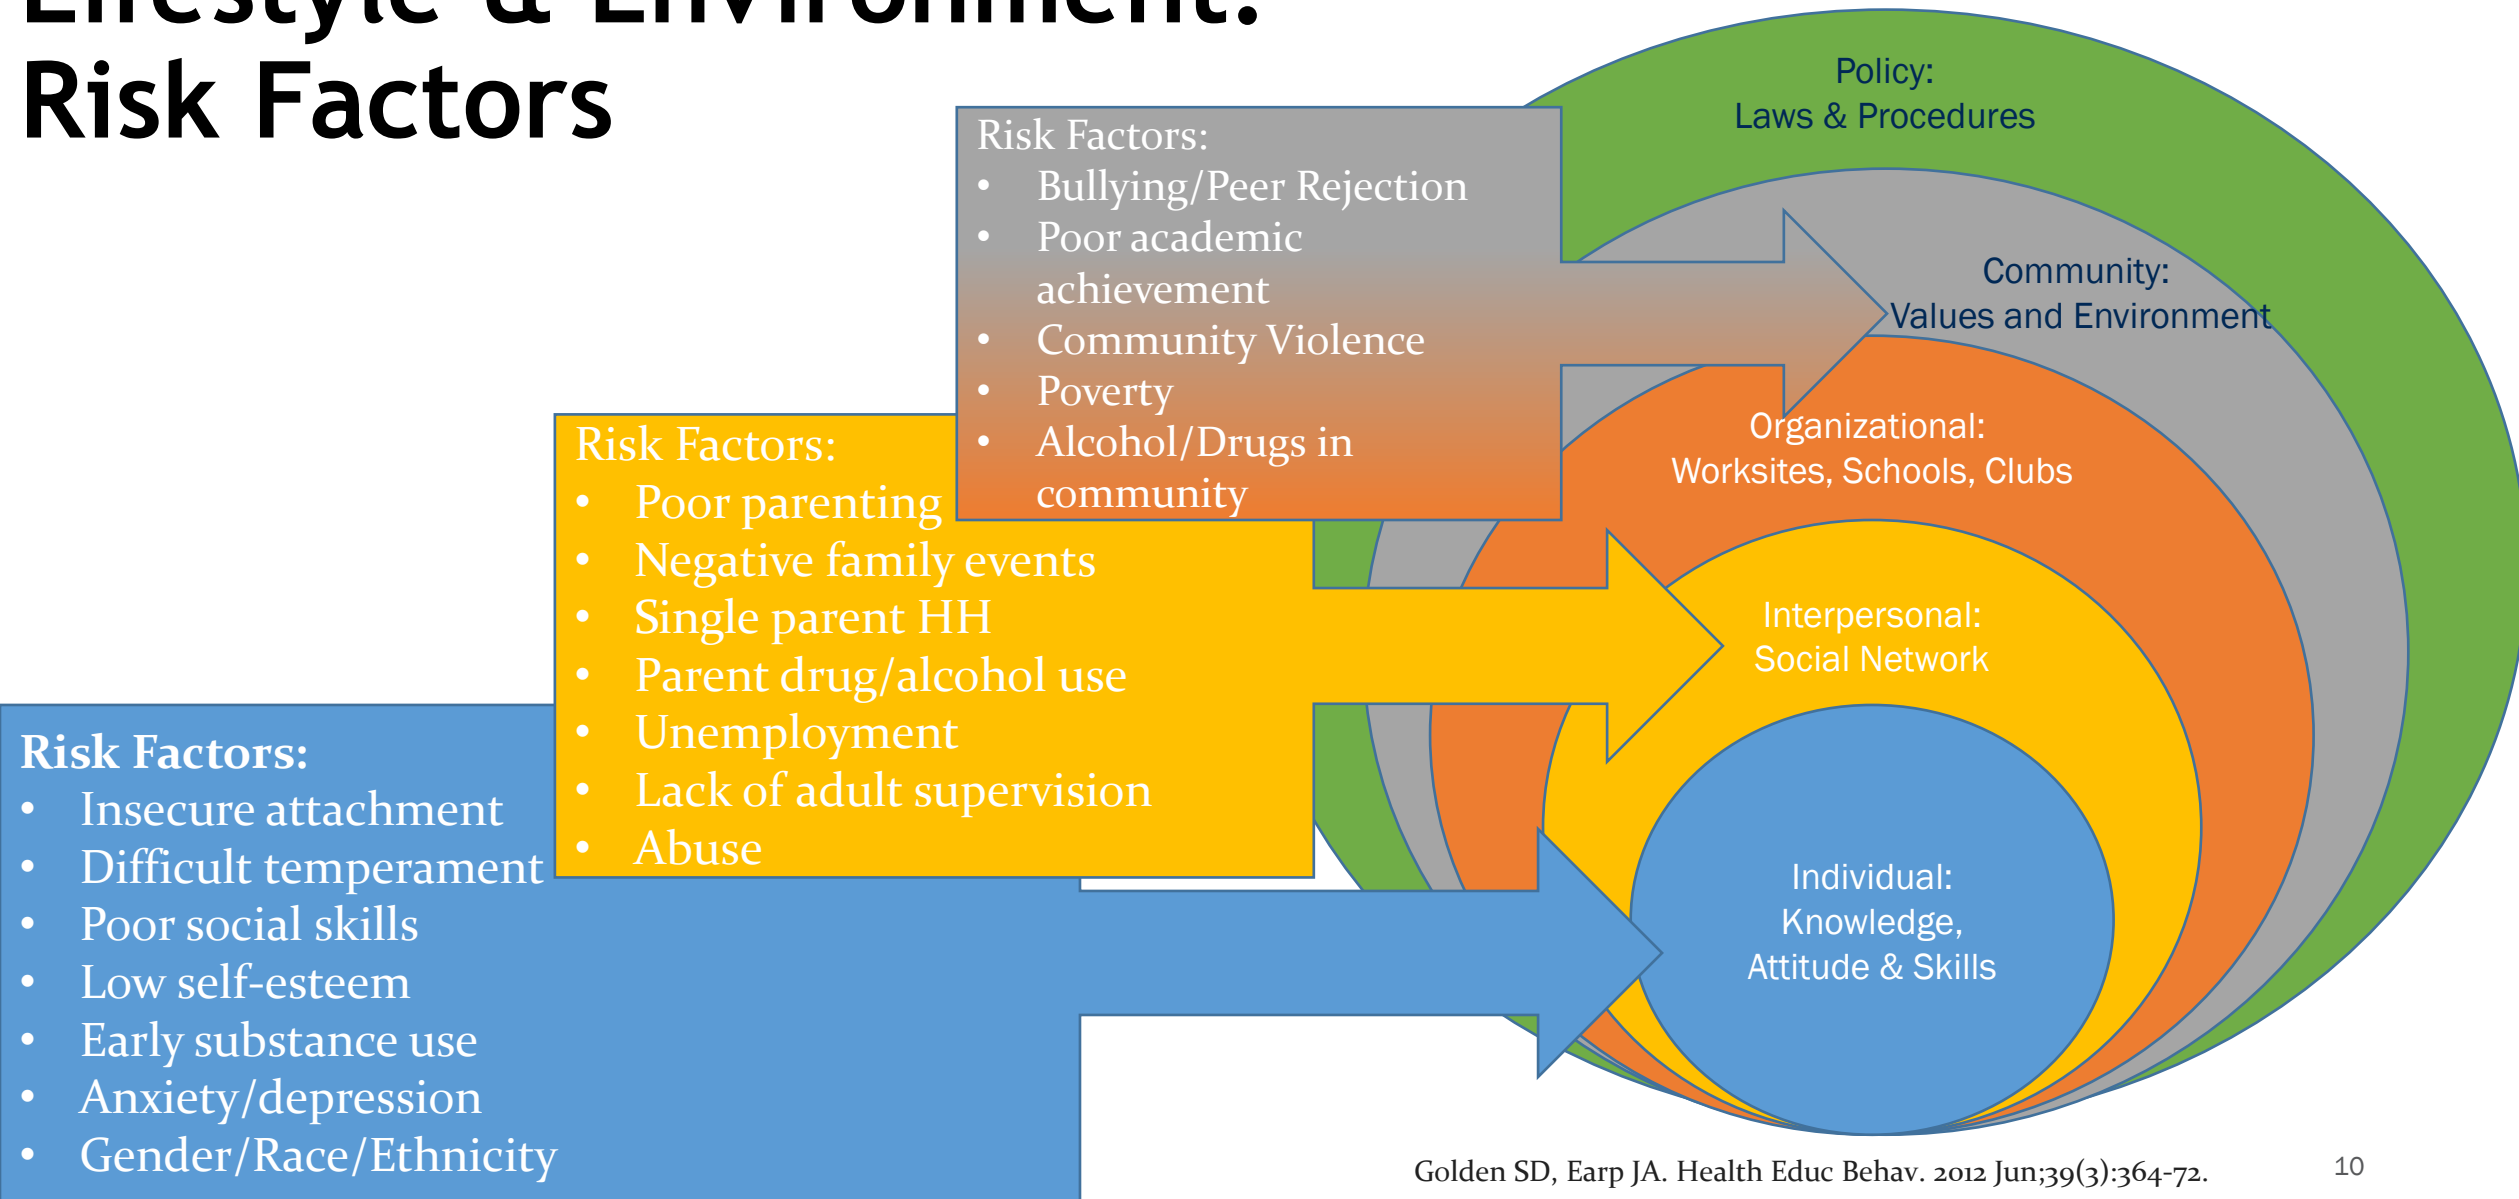 Lifestyle & Environment:
Risk Factors
Risk Factors:
• Bullying/Peer Rejection
• Poor academic
achievement
• Community Violence
• Poverty
• Alcohol/Drugs in
community
Risk Factors:
• Poor parenting
• Negative family events
• Single parent HH
• Parent drug/alcohol use
• Unemployment
• Lack of adult supervision
• Abuse
Risk Factors:
• Insecure attachment
• Difficult temperament
• Poor social skills
• Low self-esteem
• Early substance use
• Anxiety/depression
• Gender/Race/Ethnicity
Policy:
Laws & Procedures
Community:
Values and Environment
Organizational:
Worksites, Schools, Clubs
Interpersonal:
Social Network
Individual:
Knowledge,
Attitude & Skills
Golden SD, Earp JA. Health Educ Behav. 2012 Jun;39(3):364-72.
10